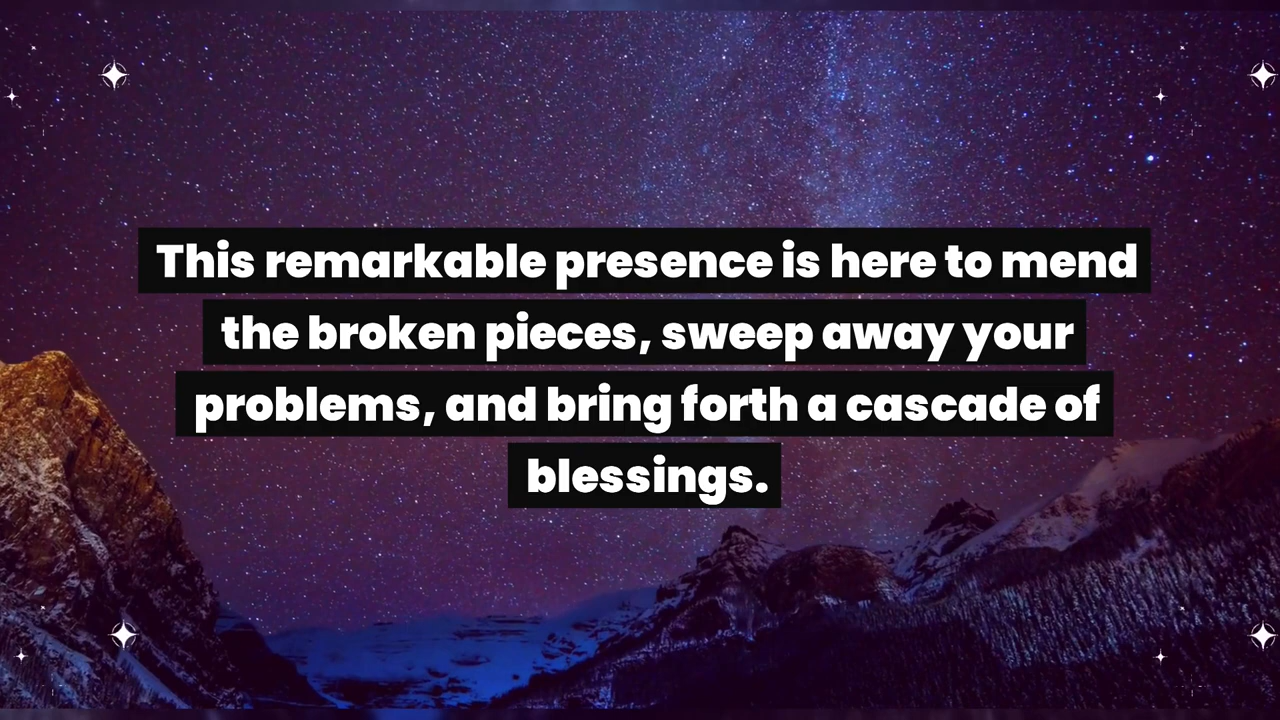 This remarkable presence is here to mend
the broken pieces, sweep away your
problems, and bring forth a cascade of
blessings.